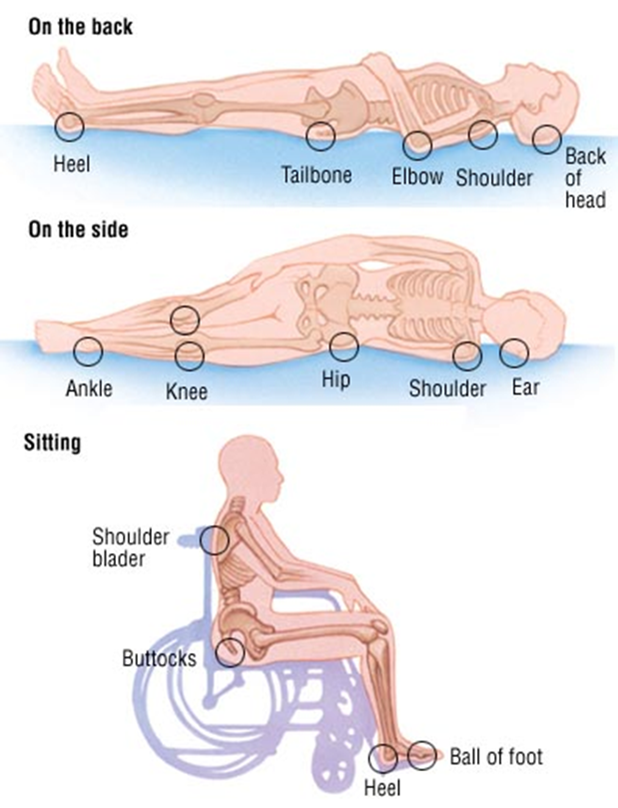 On the back
Heel
Tailbone
Elbow
Shoulder
Back
of
head
On the side
Ankle
Knee
Hip
Shoulder
Ear
Sitting
Shoulder
blader
Buttocks
Ball of foot
Heel